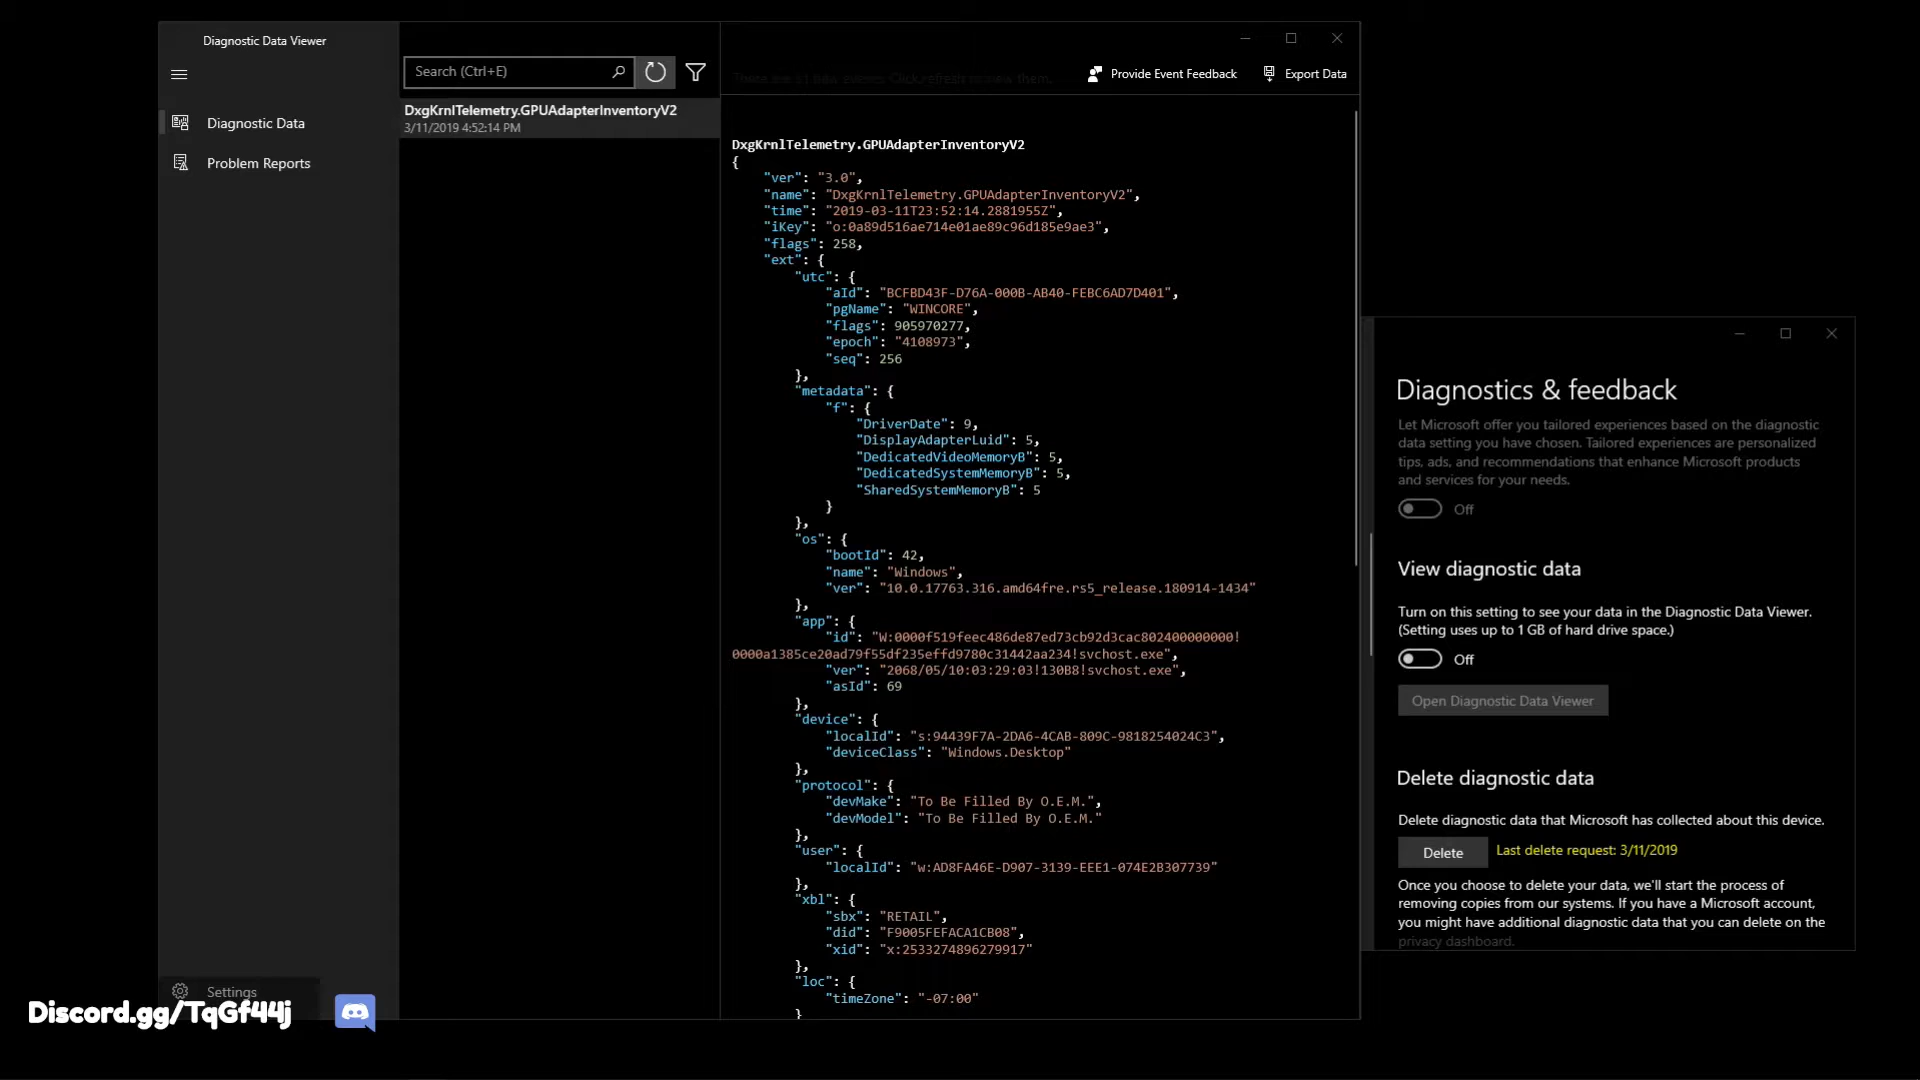 Diagnostic Data Viewer
Search (Ctrl+E)
Provide Event Feedback
Export Data
Diagnostic Data
Problem Reports
DxgKrnlTelemetry.GPUAdapterInventoryV2
3/11/2019 4:52:14 PM
DxgKrnlTelemetry.GPUAdapterInventoryV2
{
"ver": "3.0",
"name": "DxgKrnlTelemetry.GPUAdapterInventoryV2",
"time": "2019-03-11T23:52:14.2881955Z",
"iKey": "o:0a89d516ae714e01ae89c96d185e9ae3",
"flags": 258,
"ext": {
"utc": {
"aId": "BCFBD43F-D76A-000B-AB40-FEBC6AD7D401",
"pgName": "WINCORE",
"flags": 905970277,
"epoch": "4108973",
"seq": 256
},
"metadata": {
"f": {
"DriverDate": 9,
"DisplayAdapterLuid": 5,
"DedicatedVideoMemoryB": 5,
"DedicatedSystemMemoryB": 5,
"SharedSystemMemoryB": 5
}
},
"os": {
"bootId": 42,
"name": "Windows",
"ver": "10.0.17763.316.amd64fre.rs5_release.180914-1434"
},
"app": {
"id": "W:0000f519feec486de87ed73cb92d3cac802400000000!
0000a1385ce20ad79f55df235effd9780c31442aa234!svchost.exe",
"ver": "2068/05/10:03:29:03!130B8!svchost.exe",
"asId": 69
},
"device": {
"localId": "s:94439F7A-2DA6-4CAB-809C-9818254024C3",
"deviceClass": "Windows.Desktop"
},
"protocol": {
"devMake": "To Be Filled By O.E.M.",
"devModel": "To Be Filled By O.E.M."
},
"user": {
"localId": "w:AD8FA46E-D907-3139-EEE1-074E2B307739"
},
"xbl": {
"sbx": "RETAIL",
"did": "F9005FEFACA1CB08",
"xid": "x:2533274896279917"
},
"loc": {
"timeZone": "-07:00"
}
Diagnostics & feedback
Let Microsoft offer you tailored experiences based on the diagnostic
data setting you have chosen. Tailored experiences are personalized
tips, ads, and recommendations that enhance Microsoft products
and services for your needs.
Off
View diagnostic data
Turn on this setting to see your data in the Diagnostic Data Viewer.
(Setting uses up to 1 GB of hard drive space.)
Off
Open Diagnostic Data Viewer
Delete diagnostic data
Delete diagnostic data that Microsoft has collected about this device.
Delete
Last delete request: 3/11/2019
Once you choose to delete your data, we'll start the process of
removing copies from our systems. If you have a Microsoft account,
you might have additional diagnostic data that you can delete on the
privacy dashboard.
Settings
Discord.gg/TqGf44j